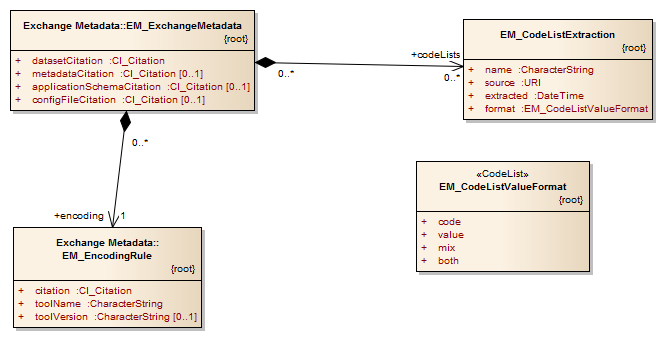 Exchange Metadata::EM_ExchangeMetadata
{root}
+ datasetCitation :CI_Citation
+ metadataCitation :CI_Citation [0..1]
+ applicationSchemaCitation :CI_Citation [0..1]
+ configFileCitation :CI_Citation [0..1]
0..*
+codeLists
0..*
EM_CodeListExtraction
{root}
+ name :CharacterString
+ source :URI
+ extracted :DateTime
+ format :EM_CodeListValueFormat
0..*
+encoding
1
«CodeList»
EM_CodeListValueFormat
{root}
+ code
+ value
+ mix
+ both
Exchange Metadata::
EM_EncodingRule
{root}
+ citation :CI_Citation
+ toolName :CharacterString
+ toolVersion :CharacterString [0..1]